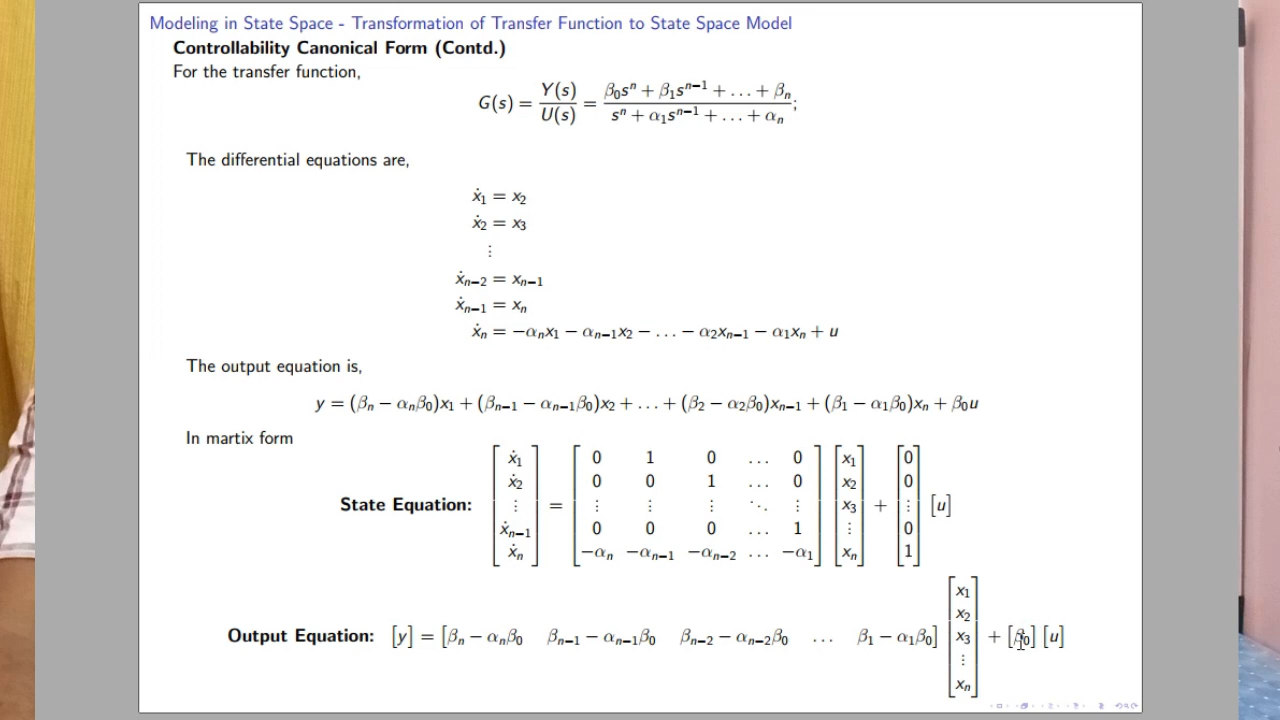 Modeling in State Space - Transformation of Transfer Function to State Space Model
Controllability Canonical Form (Contd.)
For the transfer function,
G(s) = Y(s)/U(s) = (β₀sⁿ + β₁sⁿ⁻¹ + . . . + βₙ)/(sⁿ + α₁sⁿ⁻¹ + . . . + αₙ);
The differential equations are,
ẋ₁ = x₂
ẋ₂ = x₃
⋮
ẋₙ₋₂ = xₙ₋₁
ẋₙ₋₁ = xₙ
ẋₙ = −αₙx₁ − αₙ₋₁x₂ − . . . − α₂xₙ₋₁ − α₁xₙ + u
The output equation is,
y = (βₙ − αₙβ₀)x₁ + (βₙ₋₁ − αₙ₋₁β₀)x₂ + . . . + (β₂ − α₂β₀)xₙ₋₁ + (β₁ − α₁β₀)xₙ + β₀u
In martix form
State Equation: [ẋ₁ ; ẋ₂ ; ⋮ ; ẋₙ₋₁ ; ẋₙ] = [0 1 0 . . . 0 ; 0 0 1 . . . 0 ; ⋮ ⋮ ⋮ ⋱ ⋮ ; 0 0 0 . . . 1 ; −αₙ −αₙ₋₁ −αₙ₋₂ . . . −α₁] [x₁ ; x₂ ; x₃ ; ⋮ ; xₙ] + [0 ; 0 ; ⋮ ; 0 ; 1] [u]
Output Equation: [y] = [βₙ − αₙβ₀ βₙ₋₁ − αₙ₋₁β₀ βₙ₋₂ − αₙ₋₂β₀ . . . β₁ − α₁β₀] [x₁ ; x₂ ; x₃ ; ⋮ ; xₙ] + [β₀] [u]